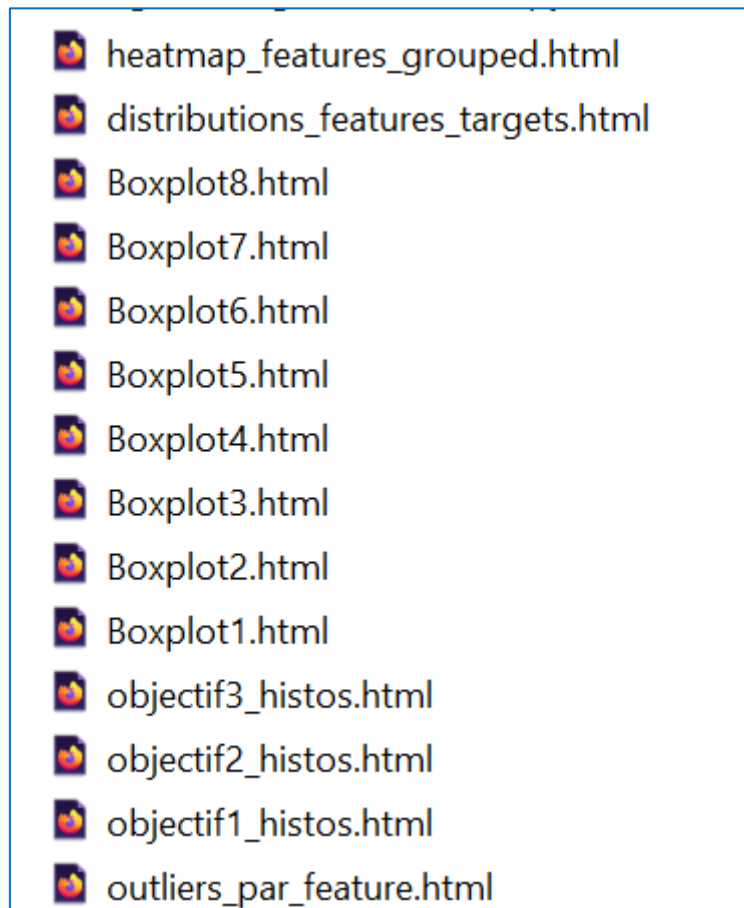 heatmap_features_grouped.html
distributions_features_targets.html
Boxplot8.html
Boxplot7.html
Boxplot6.html
Boxplot5.html
Boxplot4.html
Boxplot3.html
Boxplot2.html
Boxplot1.html
objectif3_histos.html
objectif2_histos.html
objectif1_histos.html
outliers_par_feature.html